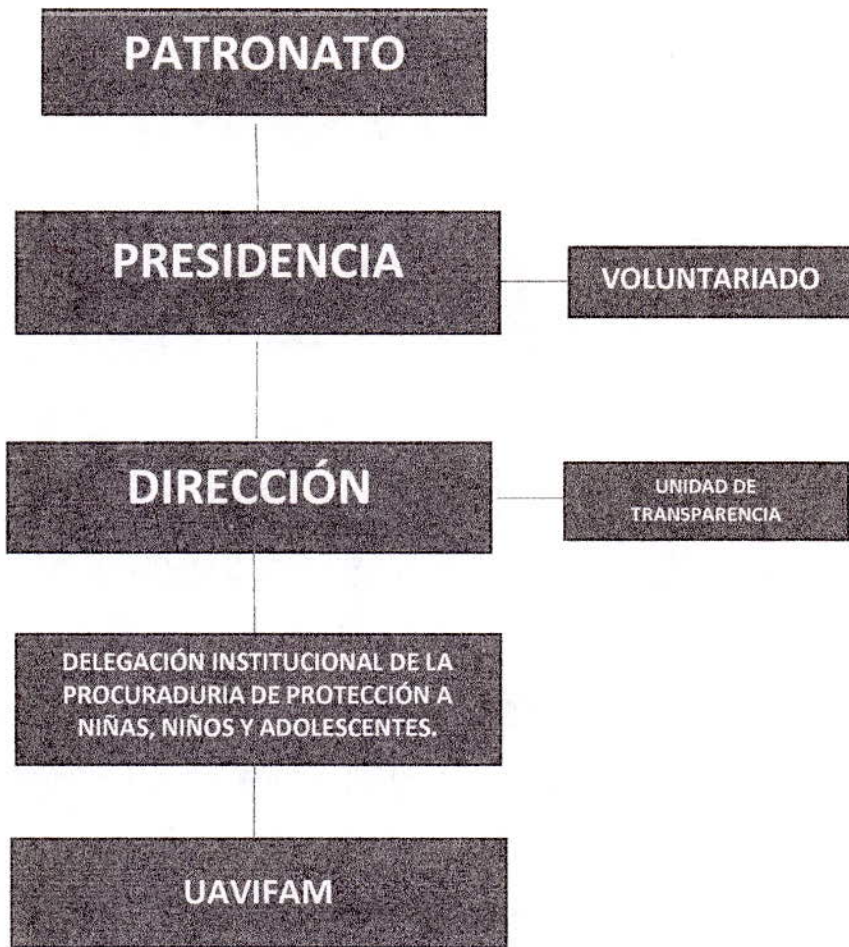 PATRONATO
PRESIDENCIA
VOLUNTARIADO
DIRECCIÓN
UNIDAD DE
TRANSPARENCIA
DELEGACIÓN INSTITUCIONAL DE LA
PROCURADURIA DE PROTECCIÓN A
NIÑAS, NIÑOS Y ADOLESCENTES.
UAVIFAM